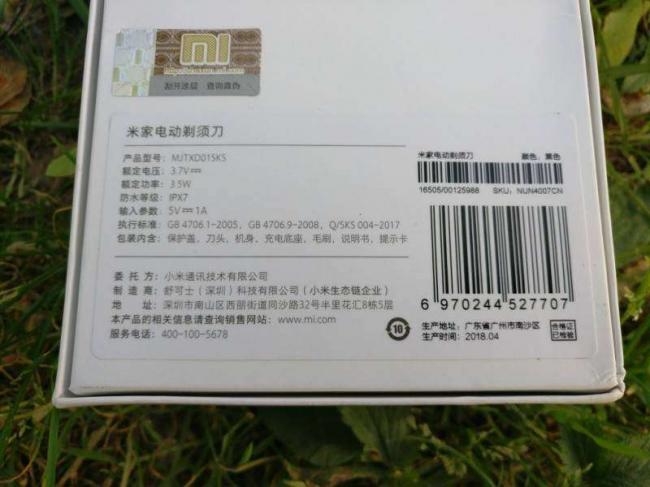 mi
刮开涂层 查询真伪
米家电动剃须刀
产品型号: MJTXD01SKS
额定电压: 3.7V⎓
额定功率: 3.5W
防水等级: IPX7
输入参数: 5V⎓1A
执行标准: GB 4706.1-2005、GB 4706.9-2008、Q/SKS 004-2017
包装内含: 保护盖、刀头、机身、充电底座、毛刷、说明书、提示卡
委 托 方: 小米通讯技术有限公司
制 造 商: 舒可士（深圳）科技有限公司（小米生态链企业）
地 址: 深圳市南山区西丽街道同沙路32号半里花汇8栋5层
本产品的相关信息请查询销售网站: www.mi.com
服务电话: 400-100-5678
10
米家电动剃须刀 颜色: 黑色
16505/00125988 SKU: NUN4007CN
6 970244 527707
生产地址: 广东省广州市南沙区
生产时间: 2018.04
合格证
已检验